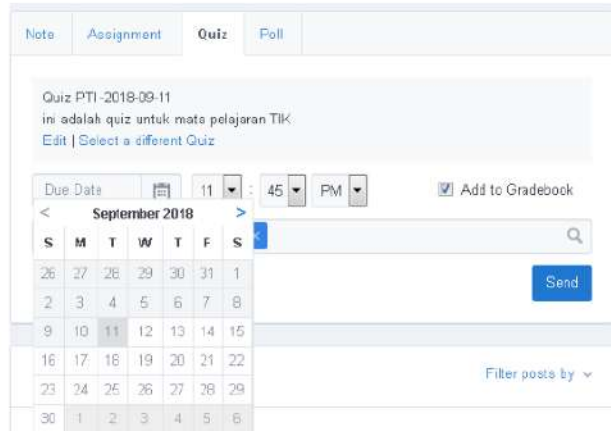 Note Assignment Quiz Poll
Quiz PTI-2018-09-11
ini adalah quiz untuk mata pelajaran TIK
Edit | Select a different Quiz
Due Date 11 : 45 PM Add to Gradebook
< September 2018 >
S M T W T F S
26 27 28 29 30 31 1
2 3 4 5 6 7 8
Send
9 10 11 12 13 14 15
16 17 18 19 20 21 22
Filter posts by
23 24 25 26 27 28 29
30 1 2 3 4 5 6